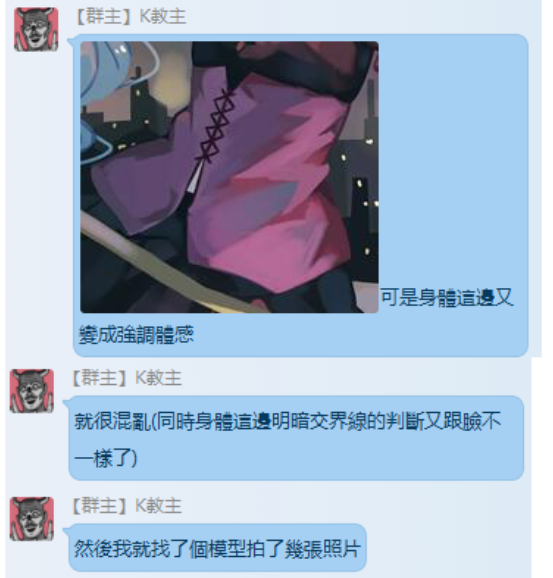 【群主】K教主
可是身體這邊又
變成強調體感
【群主】K教主
就很混亂(同時身體這邊明暗交界線的判斷又跟臉不
一樣了)
【群主】K教主
然後我就找了個模型拍了幾張照片